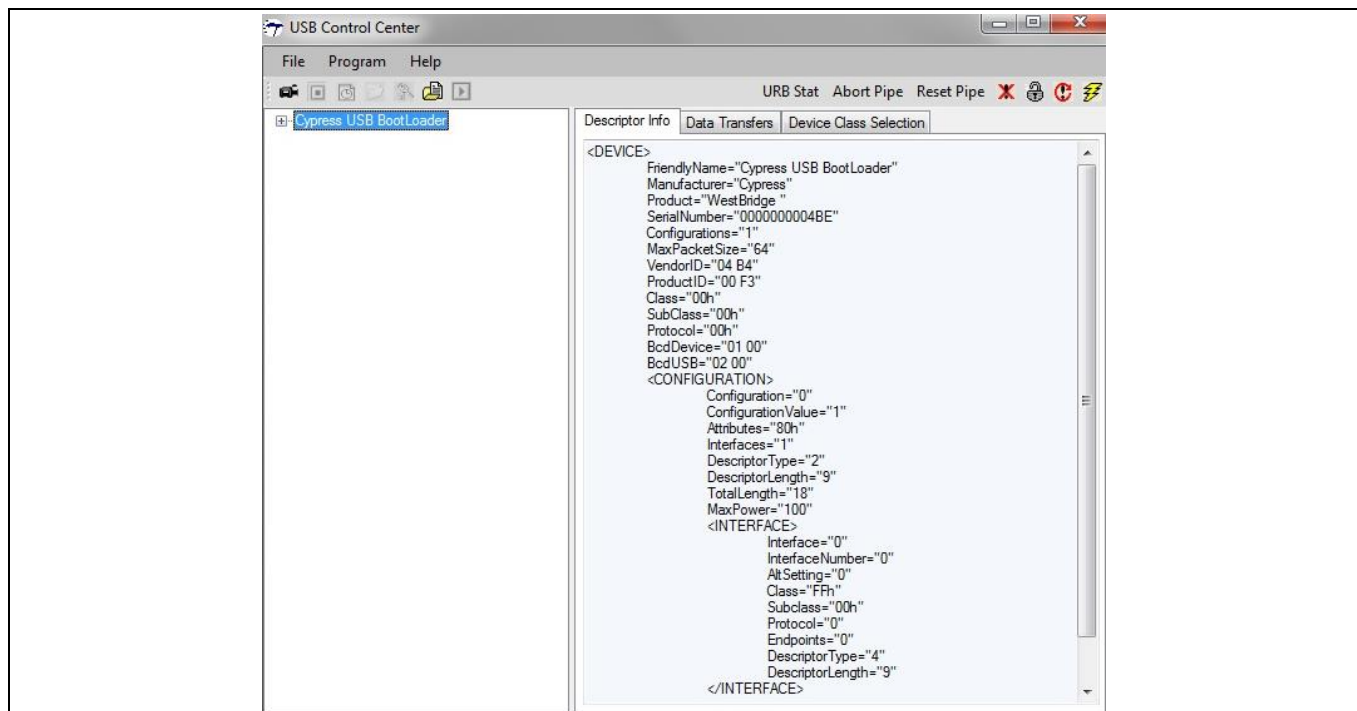 USB Control Center
File Program Help
URB Stat Abort Pipe Reset Pipe
Cypress USB BootLoader
Descriptor Info Data Transfers Device Class Selection
<DEVICE>
FriendlyName="Cypress USB BootLoader"
Manufacturer="Cypress"
Product="WestBridge "
SerialNumber="0000000004BE"
Configurations="1"
MaxPacketSize="64"
VendorID="04 B4"
ProductID="00 F3"
Class="00h"
SubClass="00h"
Protocol="00h"
BcdDevice="01 00"
BcdUSB="02 00"
<CONFIGURATION>
Configuration="0"
ConfigurationValue="1"
Attributes="80h"
Interfaces="1"
DescriptorType="2"
DescriptorLength="9"
TotalLength="18"
MaxPower="100"
<INTERFACE>
Interface="0"
InterfaceNumber="0"
AltSetting="0"
Class="FFh"
Subclass="00h"
Protocol="0"
Endpoints="0"
DescriptorType="4"
DescriptorLength="9"
</INTERFACE>